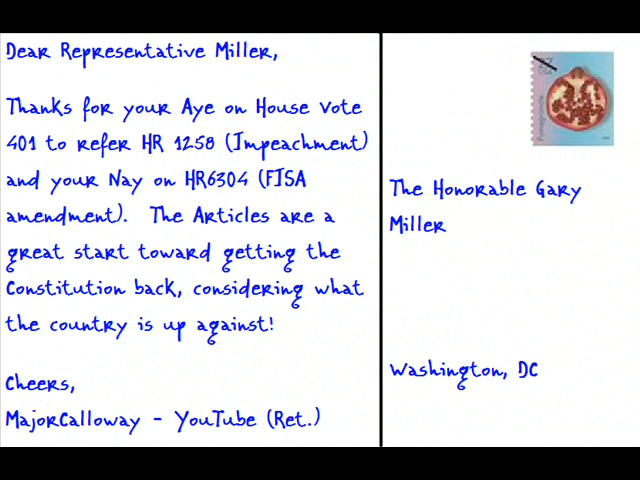 Dear Representative Miller,
Thanks for your Aye on House Vote
401 to refer HR 1258 (Impeachment)
and your Nay on HR6304 (FISA
amendment). The Articles are a
great start toward getting the
Constitution back, considering what
the country is up against!
Cheers,
MajorCalloway - YouTube (Ret.)
USA
Pomegranate
The Honorable Gary
Miller
Washington, DC